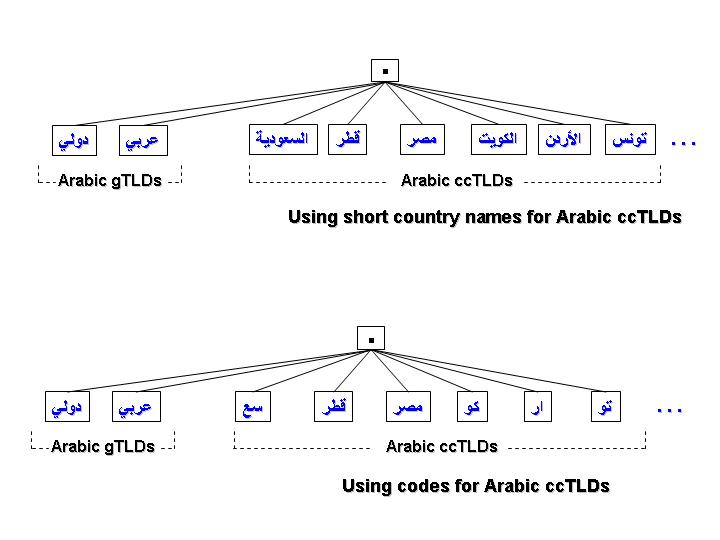 .
دولي عربي السعودية قطر مصر الكويت الأردن تونس ...
Arabic gTLDs Arabic ccTLDs
Using short country names for Arabic ccTLDs
.
دولي عربي سع قطر مصر كو ار تو ...
Arabic gTLDs Arabic ccTLDs
Using codes for Arabic ccTLDs